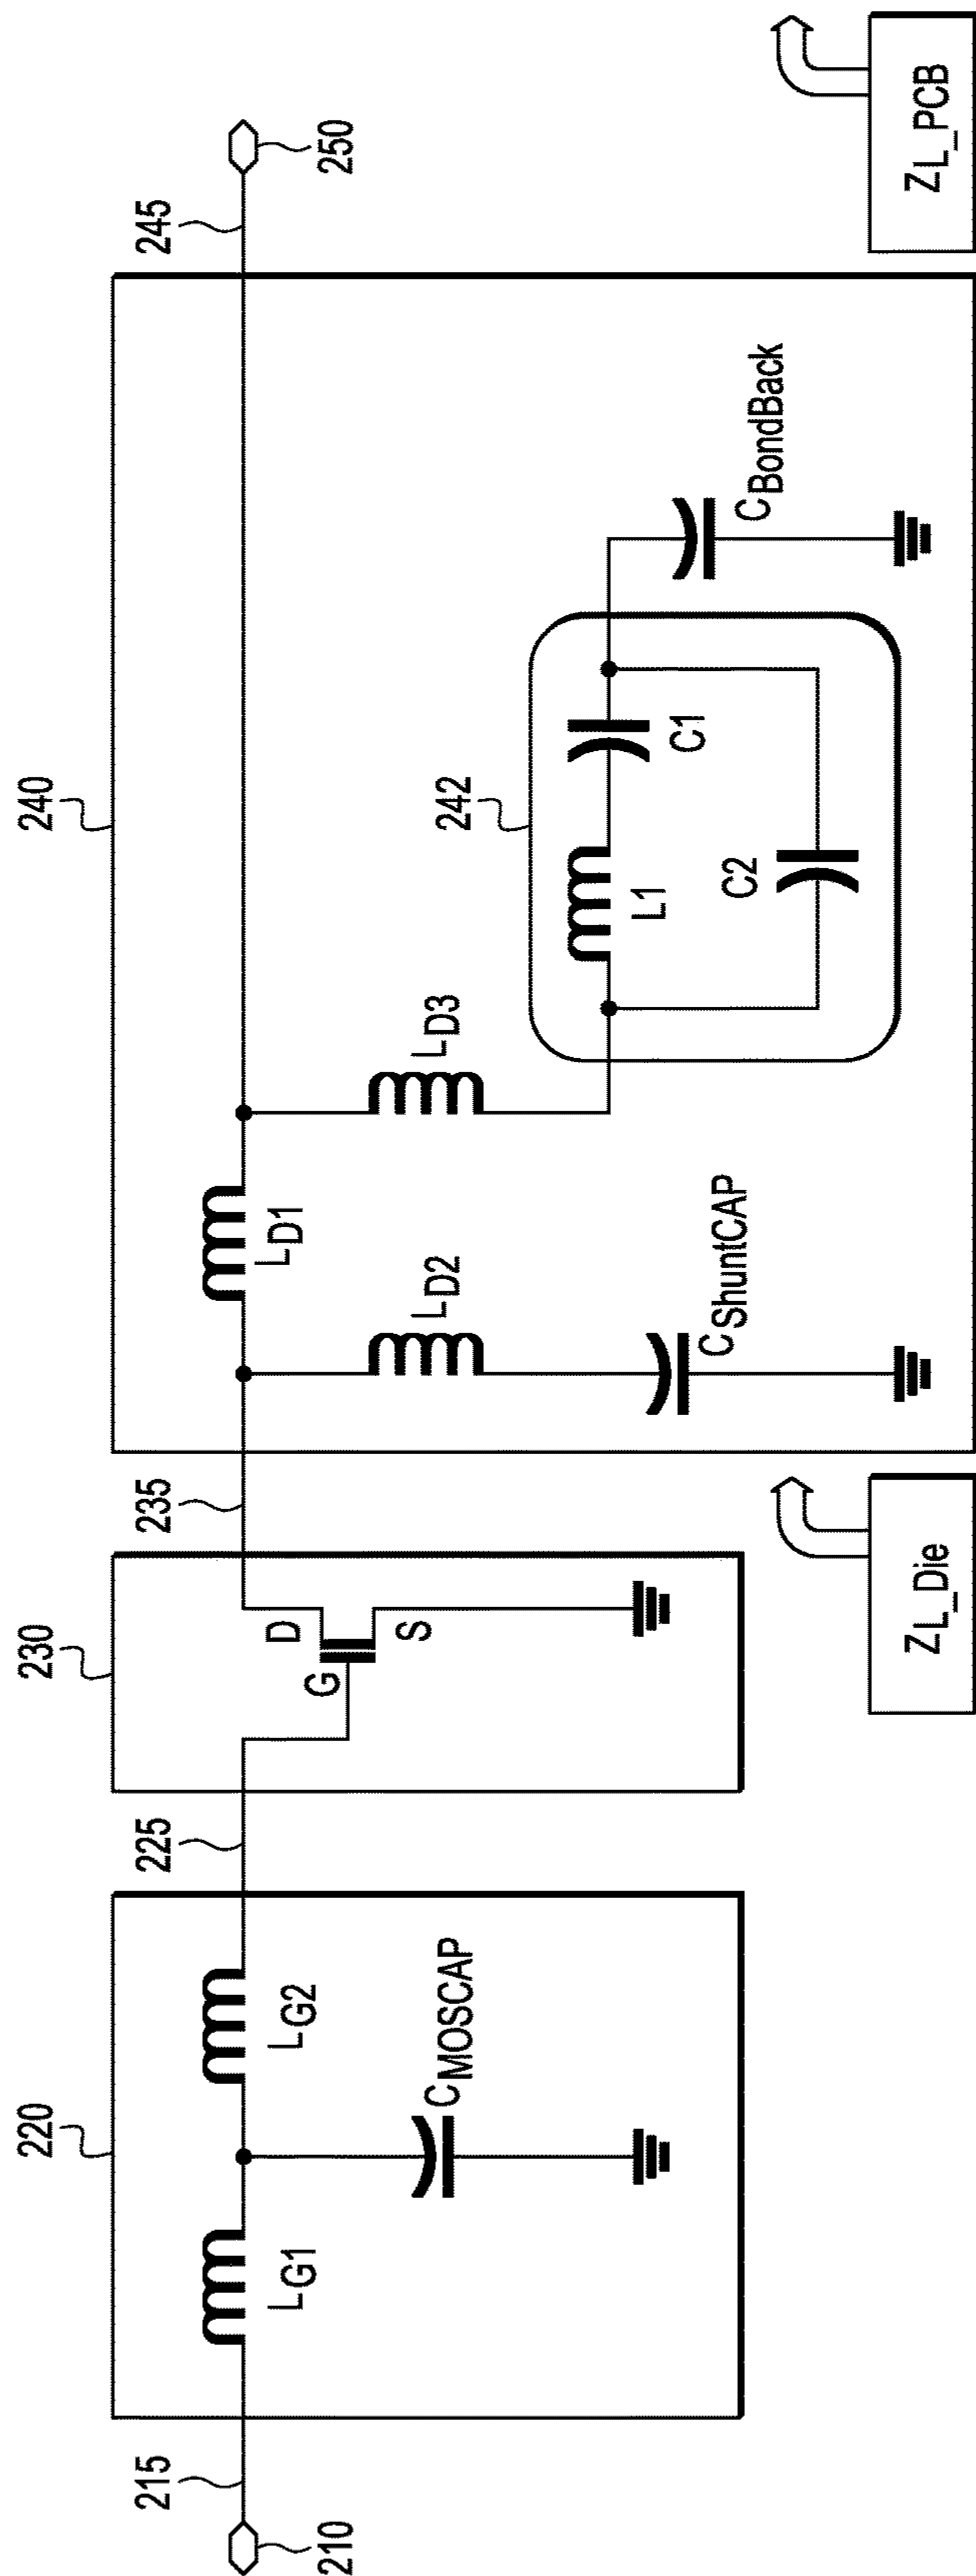 220
230
240
215
225
235
245
210
250
LG1
LG2
CMOSCAP
G
D
S
LD1
LD2
LD3
CShuntCAP
242
L1
C1
C2
CBondBack
ZL_Die
ZL_PCB